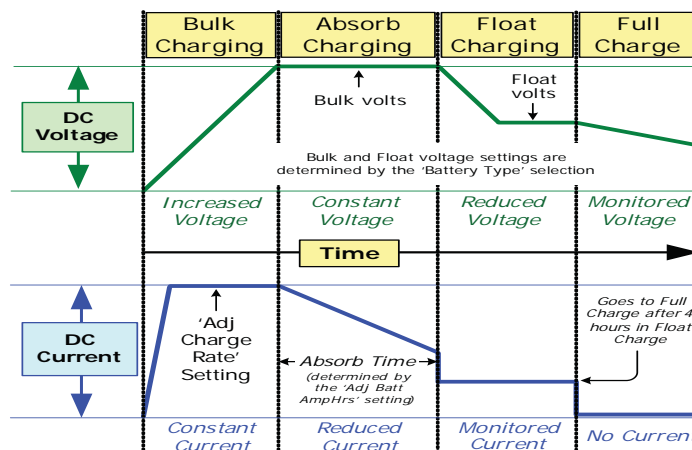 Bulk
Charging
Absorb
Charging
Float
Charging
Full
Charge
DC
Voltage
Bulk volts
Float
volts
Bulk and Float voltage settings are
determined by the 'Battery Type' selection
Increased
Voltage
Constant
Voltage
Reduced
Voltage
Monitored
Voltage
Time
DC
Current
'Adj
Charge
Rate'
Setting
Absorb Time
(determined by
the 'Adj Batt
AmpHrs' setting)
Goes to Full
Charge after 4
hours in Float
Charge
Constant
Current
Reduced
Current
Monitored
Current
No Curren